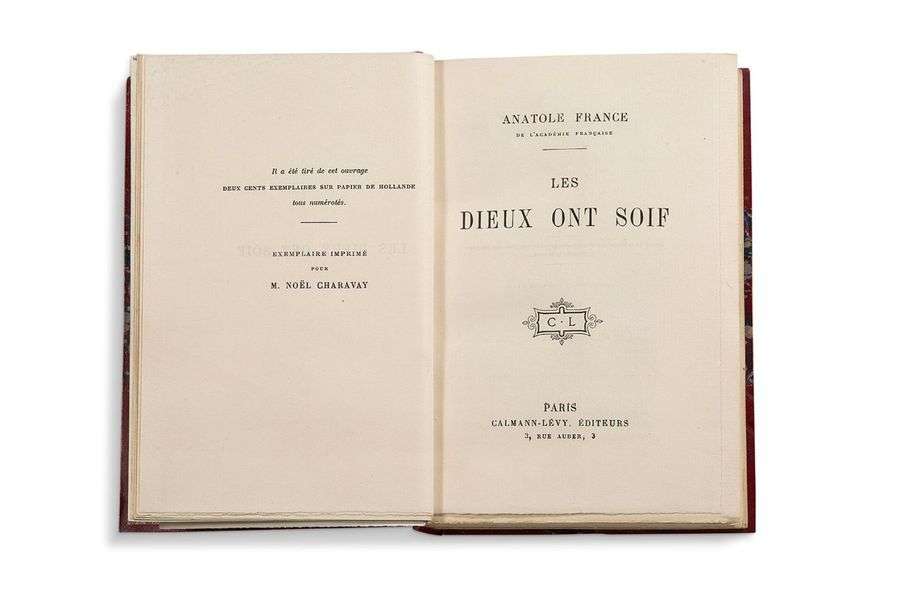 Il a été tiré de cet ouvrage
DEUX CENTS EXEMPLAIRES SUR PAPIER DE HOLLANDE
tous numérotés.
EXEMPLAIRE IMPRIMÉ
POUR
M. NOËL CHARAVAY
ANATOLE FRANCE
DE L'ACADÉMIE FRANÇAISE
LES
DIEUX ONT SOIF
C · L
PARIS
CALMANN-LÉVY, ÉDITEURS
3, RUE AUBER, 3